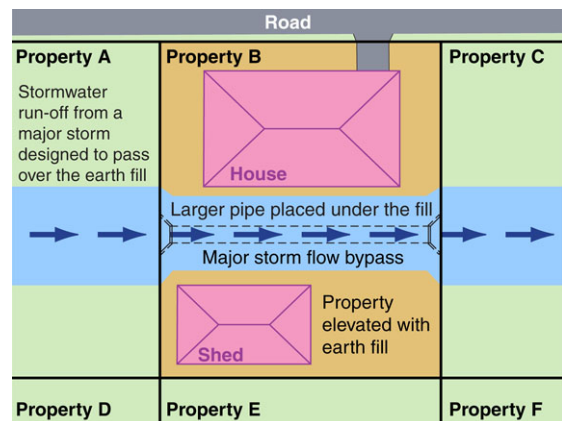 Road
Property A
Property B
Property C
Stormwater
run-off from a
major storm
designed to pass
over the earth fill
House
Larger pipe placed under the fill
Major storm flow bypass
Property
elevated with
earth fill
Shed
Property D
Property E
Property F